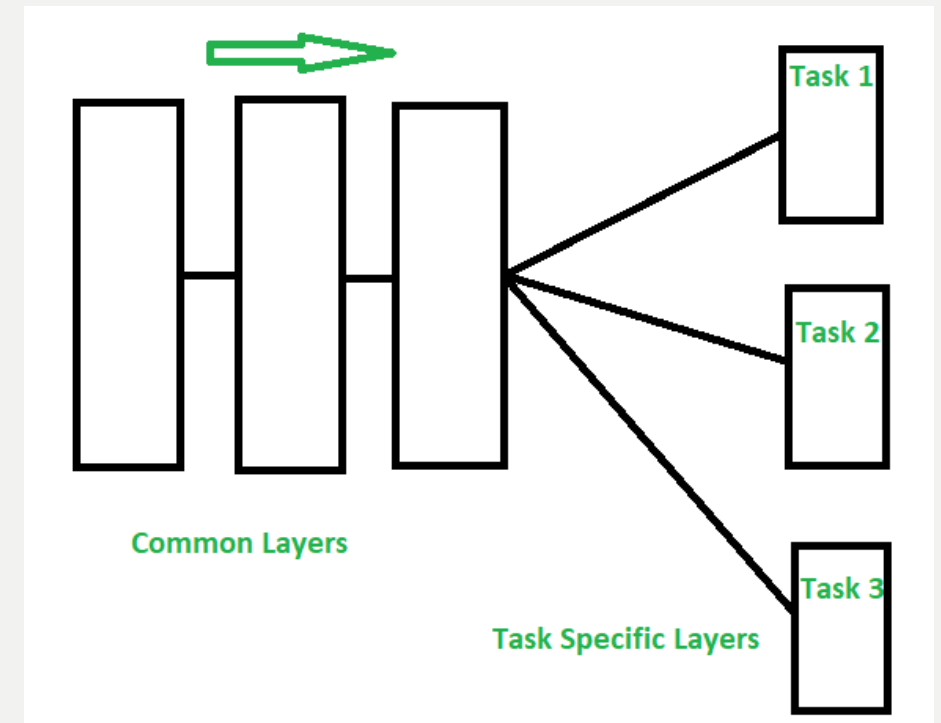 Task 1
Task 2
Common Layers
Task 3
Task Specific Layers